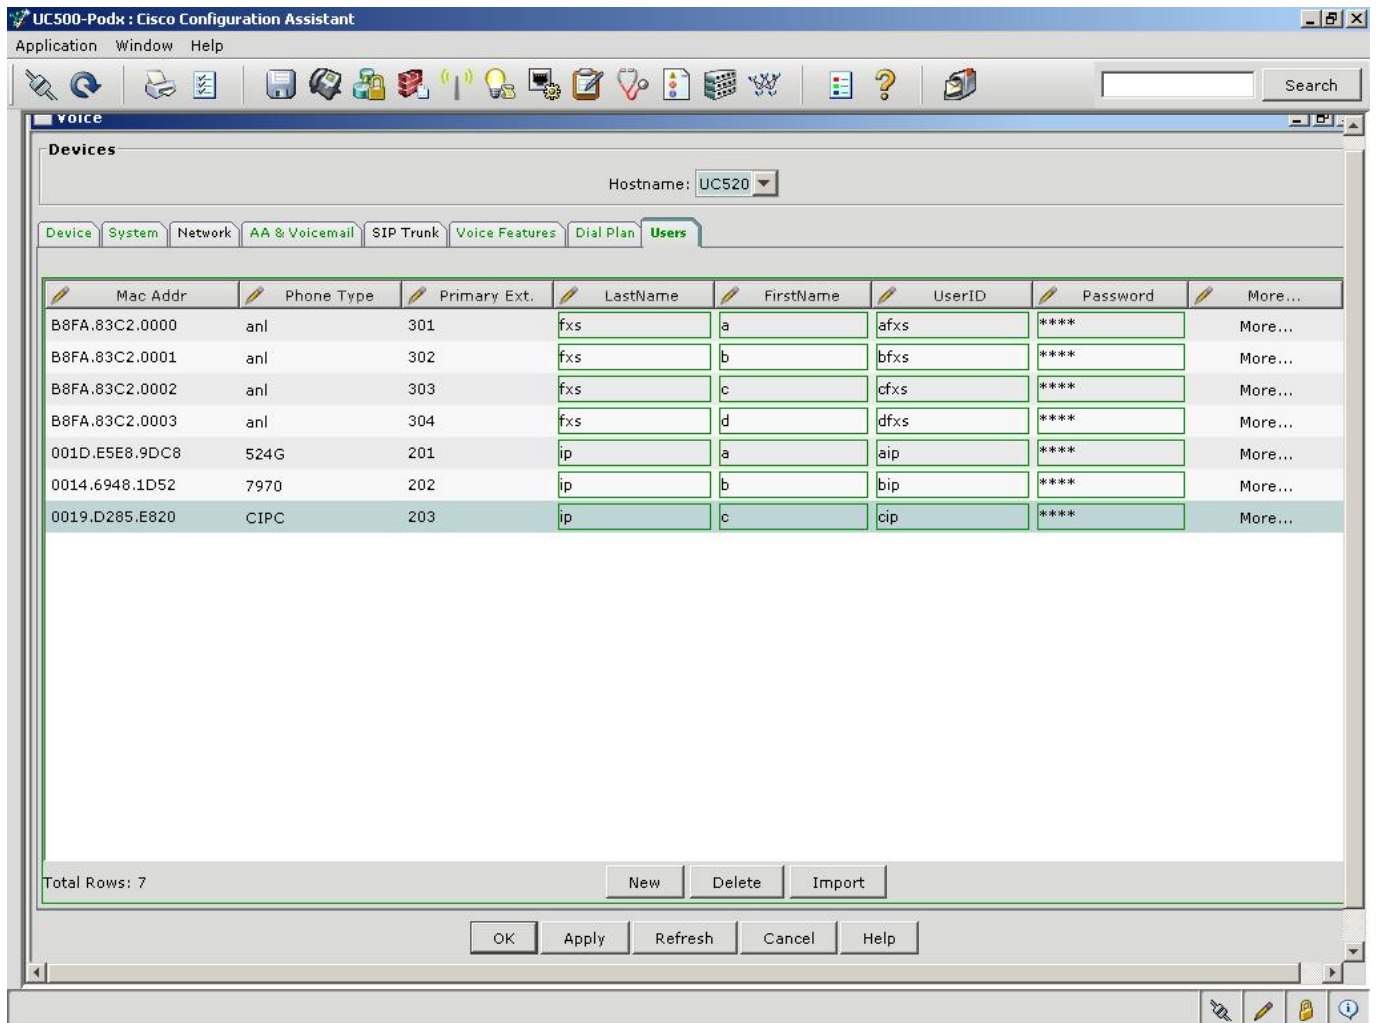 UC500-Podx : Cisco Configuration Assistant
Application Window Help
Search
Voice
Devices
Hostname: UC520
Device System Network AA & Voicemail SIP Trunk Voice Features Dial Plan Users
Mac Addr Phone Type Primary Ext. LastName FirstName UserID Password More...
B8FA.83C2.0000 anl 301 fxs a afxs **** More...
B8FA.83C2.0001 anl 302 fxs b bfxs **** More...
B8FA.83C2.0002 anl 303 fxs c cfxs **** More...
B8FA.83C2.0003 anl 304 fxs d dfxs **** More...
001D.E5E8.9DC8 524G 201 ip a aip **** More...
0014.6948.1D52 7970 202 ip b bip **** More...
0019.D285.E820 CIPC 203 ip c cip **** More...
Total Rows: 7 New Delete Import
OK Apply Refresh Cancel Help